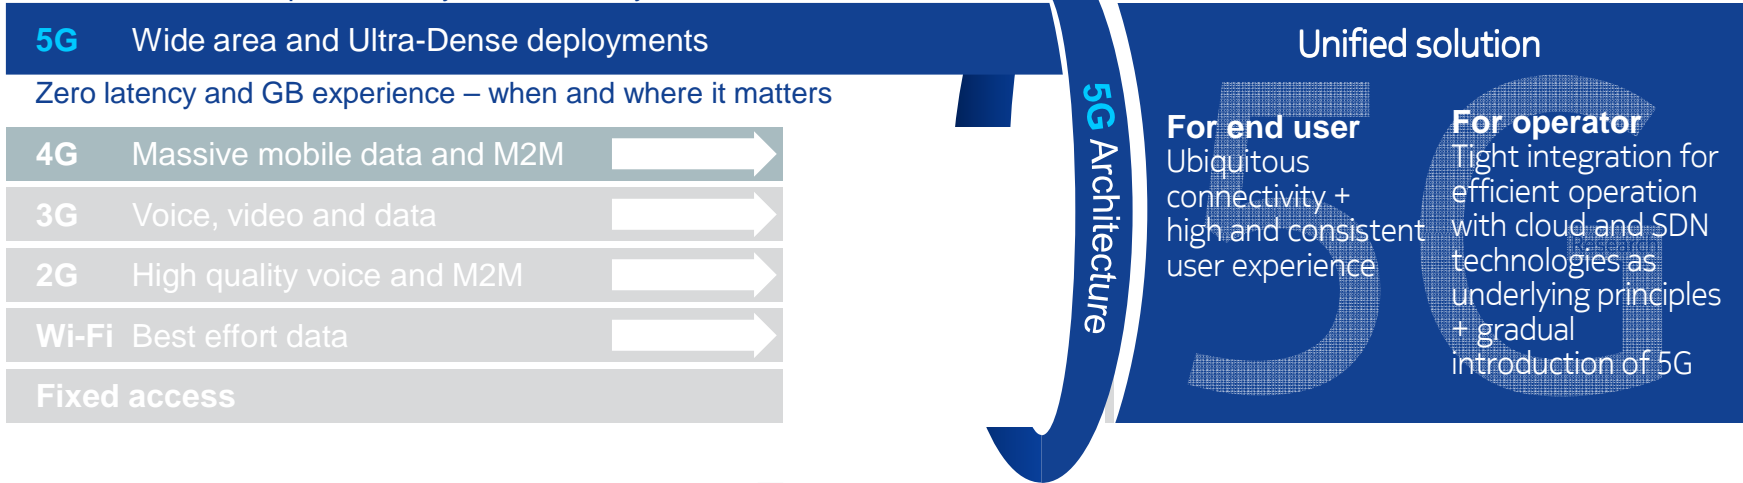 5G Wide area and Ultra-Dense deployments
Zero latency and GB experience – when and where it matters
4G Massive mobile data and M2M
3G Voice, video and data
2G High quality voice and M2M
Wi-Fi Best effort data
Fixed access
5G Architecture
Unified solution
For end user
Ubiquitous
connectivity +
high and consistent
user experience
For operator
Tight integration for
efficient operation
with cloud and SDN
technologies as
underlying principles
+ gradual
introduction of 5G
5G